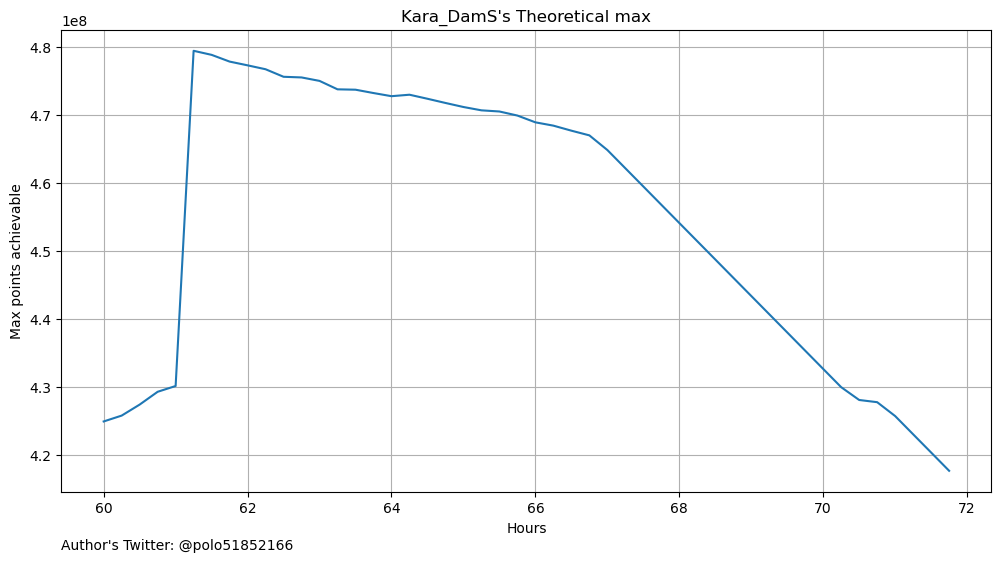 Kara_DamS's Theoretical max
1e8
4.8
4.7
4.6
4.5
4.4
4.3
4.2
Max points achievable
60 62 64 66 68 70 72
Hours
Author's Twitter: @polo51852166